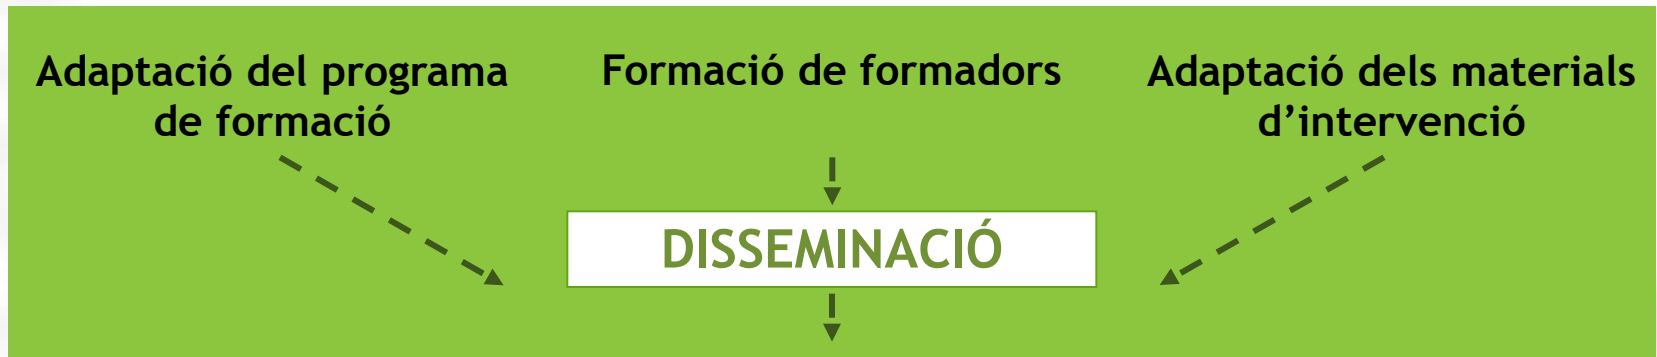 Adaptació del programa
de formació
Formació de formadors
Adaptació dels materials
d’intervenció
DISSEMINACIÓ